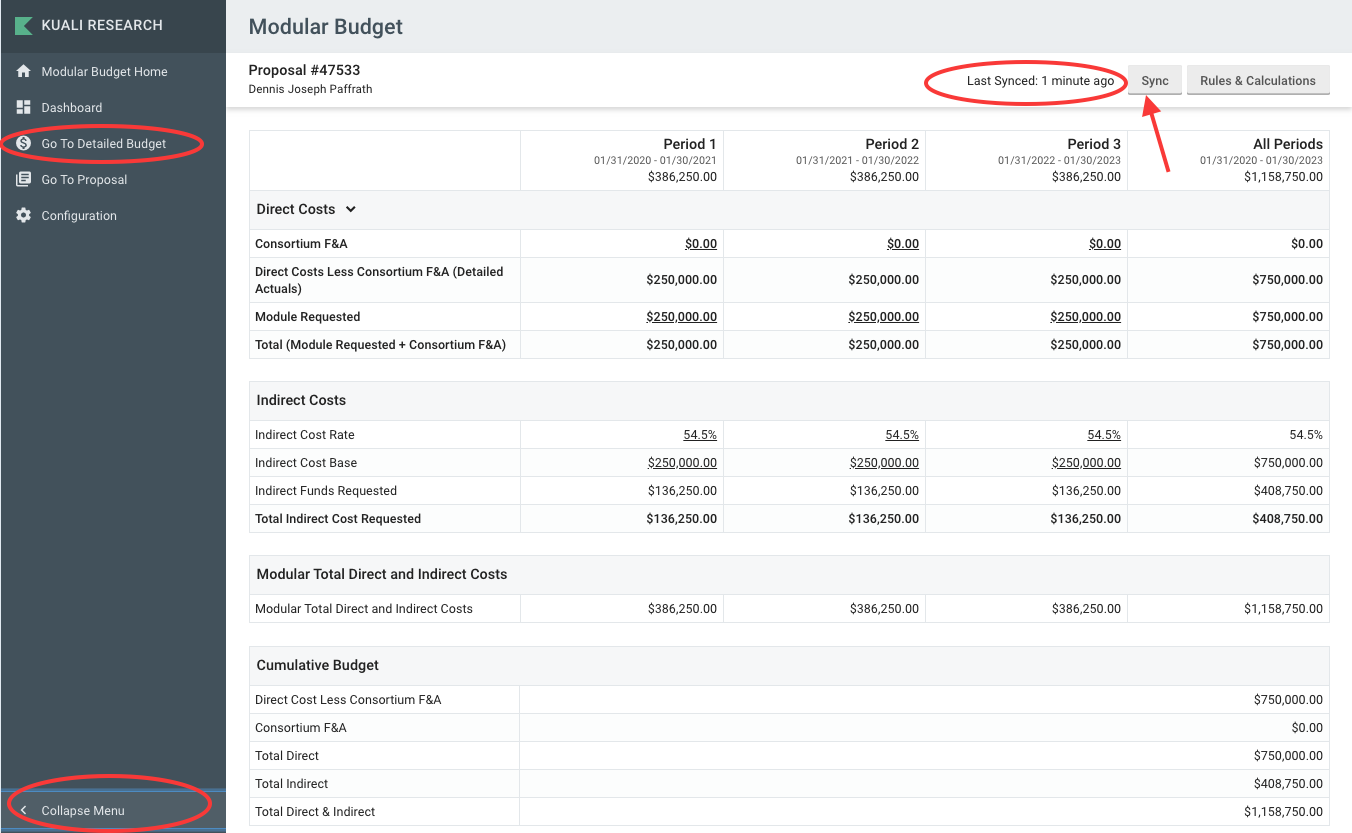 KUALI RESEARCH
Modular Budget
Modular Budget Home
Dashboard
Go To Detailed Budget
Go To Proposal
Configuration
Collapse Menu
Proposal #47533
Dennis Joseph Paffrath
Last Synced: 1 minute ago Sync Rules & Calculations
Period 1 Period 2 Period 3 All Periods
01/31/2020 - 01/30/2021 01/31/2021 - 01/30/2022 01/31/2022 - 01/30/2023 01/31/2020 - 01/30/2023
$386,250.00 $386,250.00 $386,250.00 $1,158,750.00
Direct Costs
Consortium F&A $0.00 $0.00 $0.00 $0.00
Direct Costs Less Consortium F&A (Detailed
Actuals) $250,000.00 $250,000.00 $250,000.00 $750,000.00
Module Requested $250,000.00 $250,000.00 $250,000.00 $750,000.00
Total (Module Requested + Consortium F&A) $250,000.00 $250,000.00 $250,000.00 $750,000.00
Indirect Costs
Indirect Cost Rate 54.5% 54.5% 54.5% 54.5%
Indirect Cost Base $250,000.00 $250,000.00 $250,000.00 $750,000.00
Indirect Funds Requested $136,250.00 $136,250.00 $136,250.00 $408,750.00
Total Indirect Cost Requested $136,250.00 $136,250.00 $136,250.00 $408,750.00
Modular Total Direct and Indirect Costs
Modular Total Direct and Indirect Costs $386,250.00 $386,250.00 $386,250.00 $1,158,750.00
Cumulative Budget
Direct Cost Less Consortium F&A $750,000.00
Consortium F&A $0.00
Total Direct $750,000.00
Total Indirect $408,750.00
Total Direct & Indirect $1,158,750.00